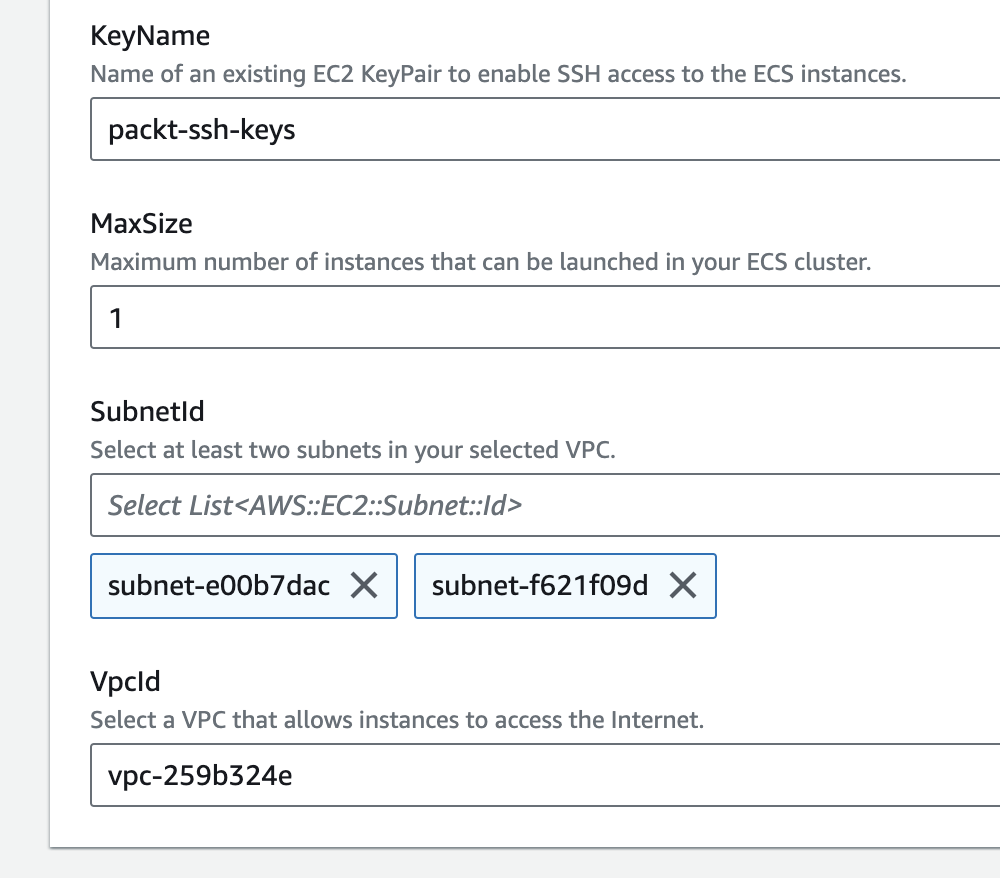 KeyName
Name of an existing EC2 KeyPair to enable SSH access to the ECS instances.
packt-ssh-keys
MaxSize
Maximum number of instances that can be launched in your ECS cluster.
1
SubnetId
Select at least two subnets in your selected VPC.
Select List<AWS::EC2::Subnet::Id>
subnet-e00b7dac
subnet-f621f09d
VpcId
Select a VPC that allows instances to access the Internet.
vpc-259b324e